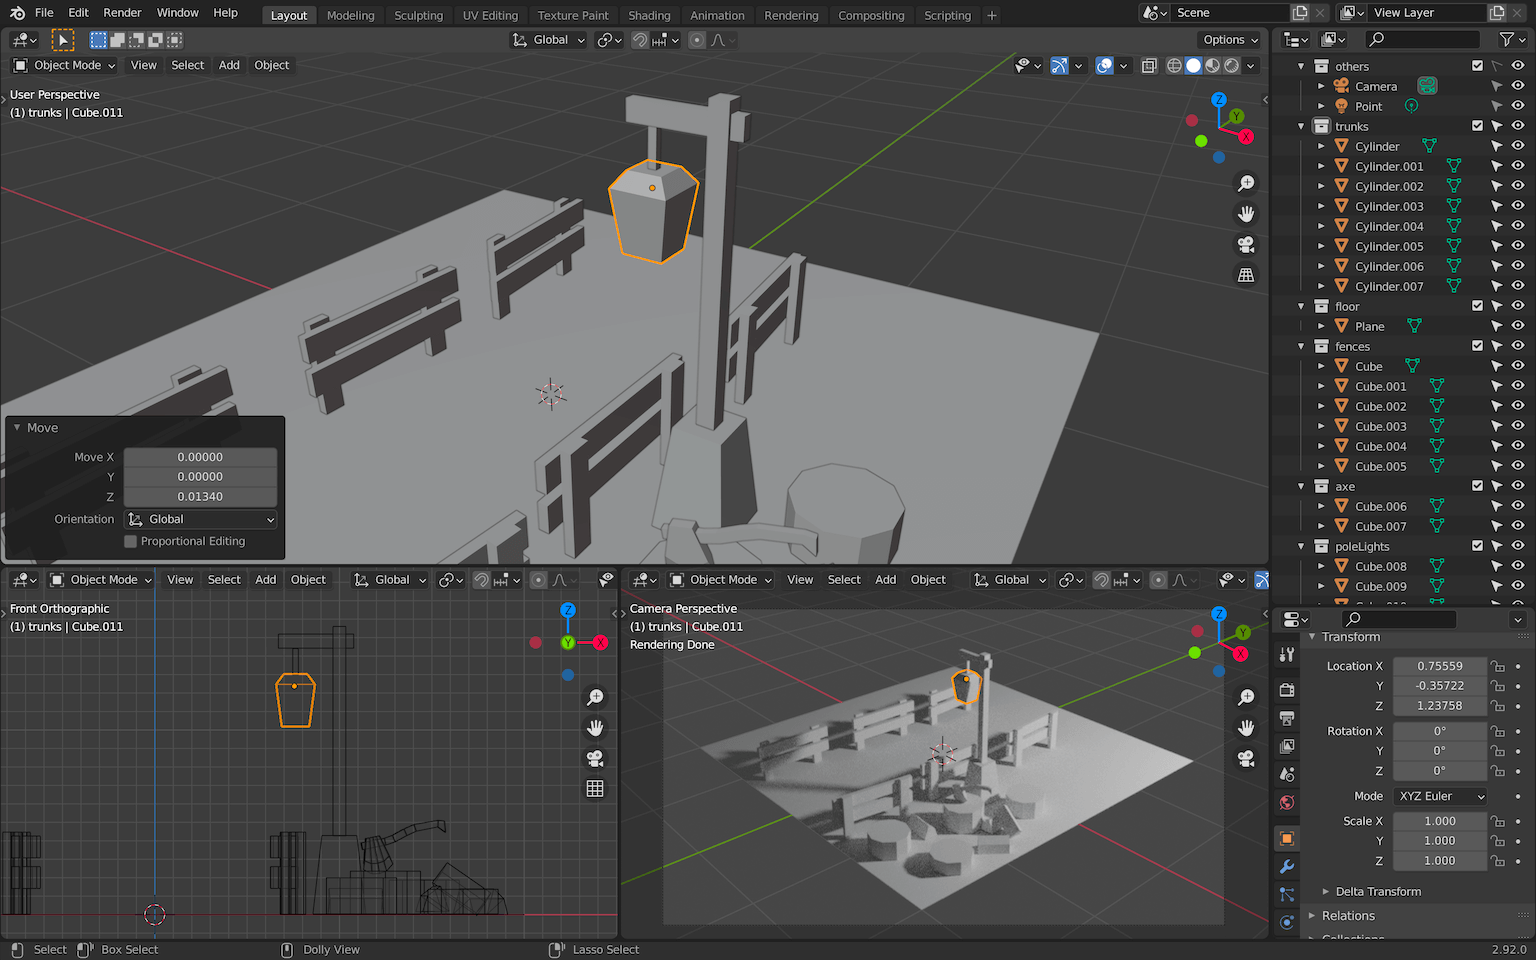 File Edit Render Window Help Layout Modeling Sculpting UV Editing Texture Paint Shading Animation Rendering Compositing Scripting + Scene View Layer
Global Options
Object Mode View Select Add Object
User Perspective
(1) trunks | Cube.011
Z
Y
X
Move
Move X 0.00000
Y 0.00000
Z 0.01340
Orientation Global
Proportional Editing
others
Camera
Point
trunks
Cylinder
Cylinder.001
Cylinder.002
Cylinder.003
Cylinder.004
Cylinder.005
Cylinder.006
Cylinder.007
floor
Plane
fences
Cube
Cube.001
Cube.002
Cube.003
Cube.004
Cube.005
axe
Cube.006
Cube.007
poleLights
Cube.008
Cube.009
Object Mode View Select Add Object Global
Front Orthographic
(1) trunks | Cube.011
Z
Y X
Object Mode View Select Add Object Global
Camera Perspective
(1) trunks | Cube.011
Rendering Done
Z
Y
X
Transform
Location X 0.75559
Y -0.35722
Z 1.23758
Rotation X 0°
Y 0°
Z 0°
Mode XYZ Euler
Scale X 1.000
Y 1.000
Z 1.000
Delta Transform
Relations
Select Box Select Dolly View Lasso Select 2.92.0